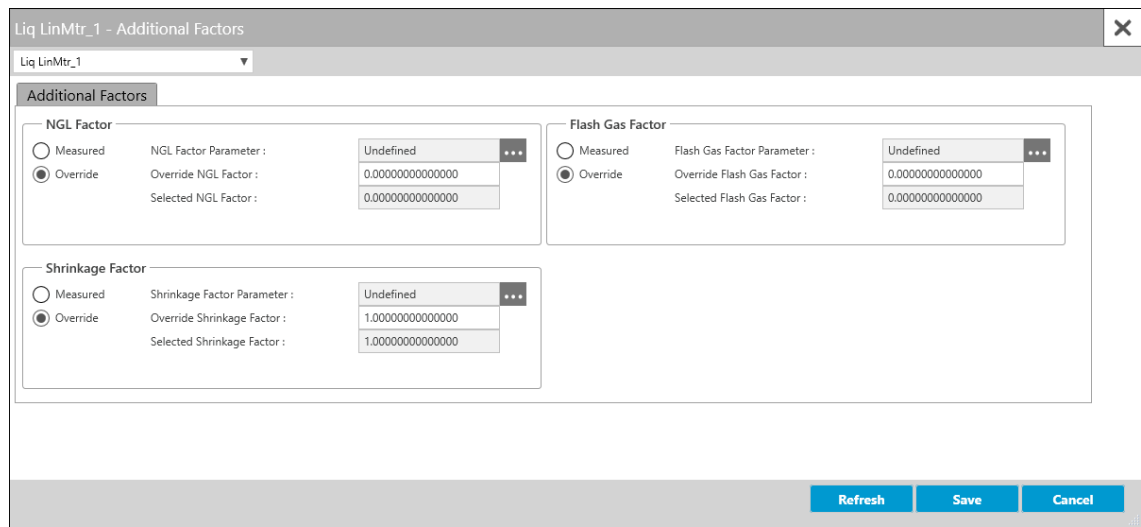 Liq LinMtr_1 - Additional Factors
Liq LinMtr_1
Additional Factors
NGL Factor
Measured NGL Factor Parameter : Undefined ...
Override Override NGL Factor : 0.00000000000000
Selected NGL Factor : 0.00000000000000
Flash Gas Factor
Measured Flash Gas Factor Parameter : Undefined ...
Override Override Flash Gas Factor : 0.00000000000000
Selected Flash Gas Factor : 0.00000000000000
Shrinkage Factor
Measured Shrinkage Factor Parameter : Undefined ...
Override Override Shrinkage Factor : 1.00000000000000
Selected Shrinkage Factor : 1.00000000000000
Refresh Save Cancel